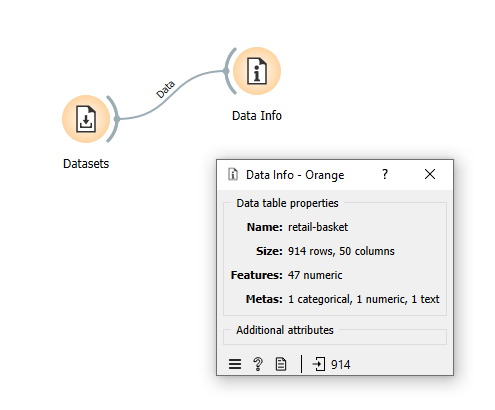 Data
Data Info
Datasets
Data Info - Orange
?
Data table properties
Name: retail-basket
Size: 914 rows, 50 columns
Features: 47 numeric
Metas: 1 categorical, 1 numeric, 1 text
Additional attributes
? 914